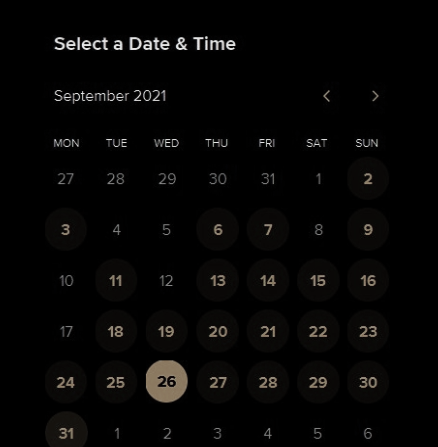 Select a Date & Time
September 2021
MON TUE WED THU FRI SAT SUN
27 28 29 30 31 1 2
3 4 5 6 7 8 9
10 11 12 13 14 15 16
17 18 19 20 21 22 23
24 25 26 27 28 29 30
31 1 2 3 4 5 6